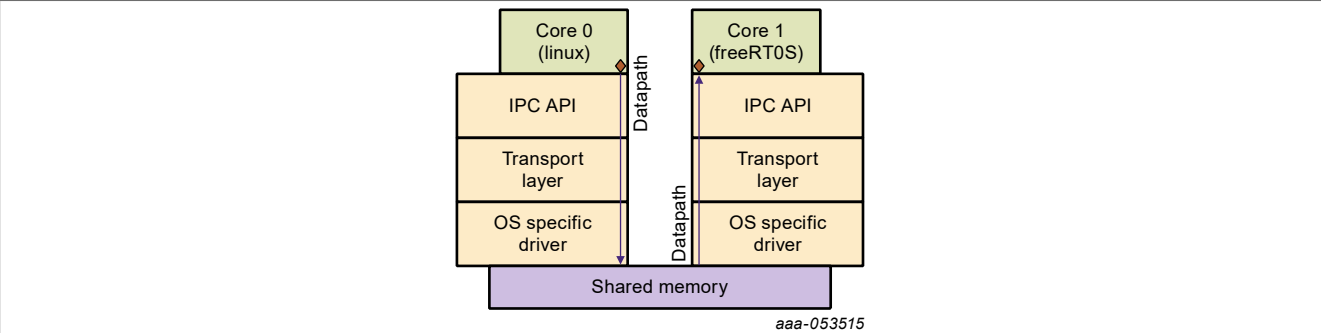 Core 0
(linux)
Datapath
IPC API
Transport
layer
OS specific
driver
Core 1
(freeRT0S)
Datapath
IPC API
Transport
layer
OS specific
driver
Shared memory
aaa-053515